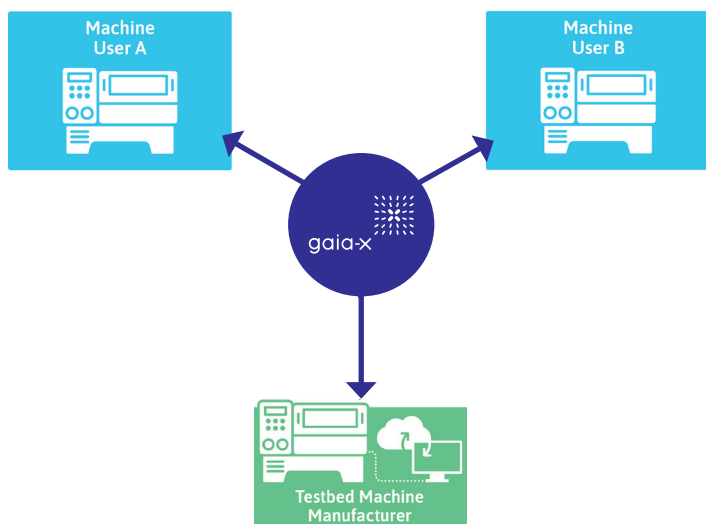 Machine
User A
Machine
User B
gaia-x
Testbed Machine
Manufacturer